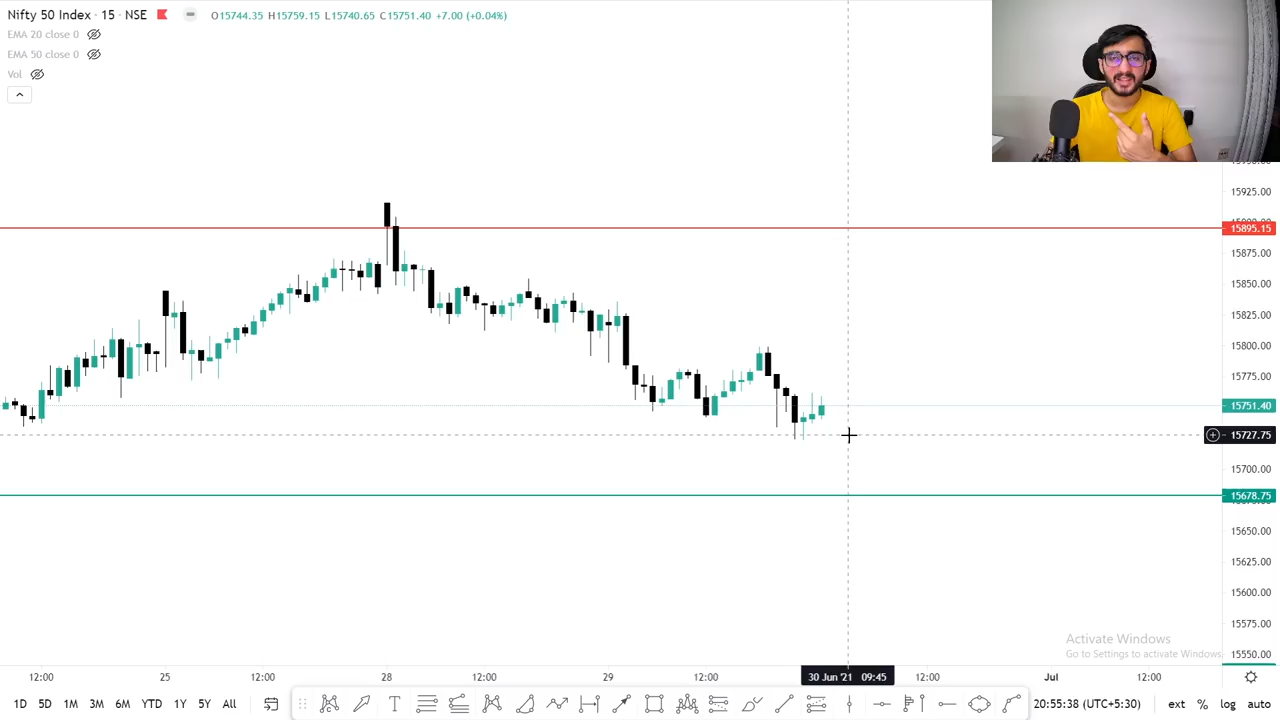 Nifty 50 Index · 15 · NSE O15744.35 H15759.15 L15740.65 C15751.40 +7.00 (+0.04%)
EMA 20 close 0
EMA 50 close 0
Vol
15925.00
15895.15
15875.00
15850.00
15825.00
15800.00
15775.00
15751.40
15727.75
15700.00
15678.75
15650.00
15625.00
15600.00
15575.00
15550.00
Activate Windows
Go to Settings to activate Windows.
12:00 25 12:00 28 12:00 29 12:00 30 Jun '21 09:45 12:00 Jul 12:00
1D 5D 1M 3M 6M YTD 1Y 5Y All 20:55:38 (UTC+5:30) ext % log auto